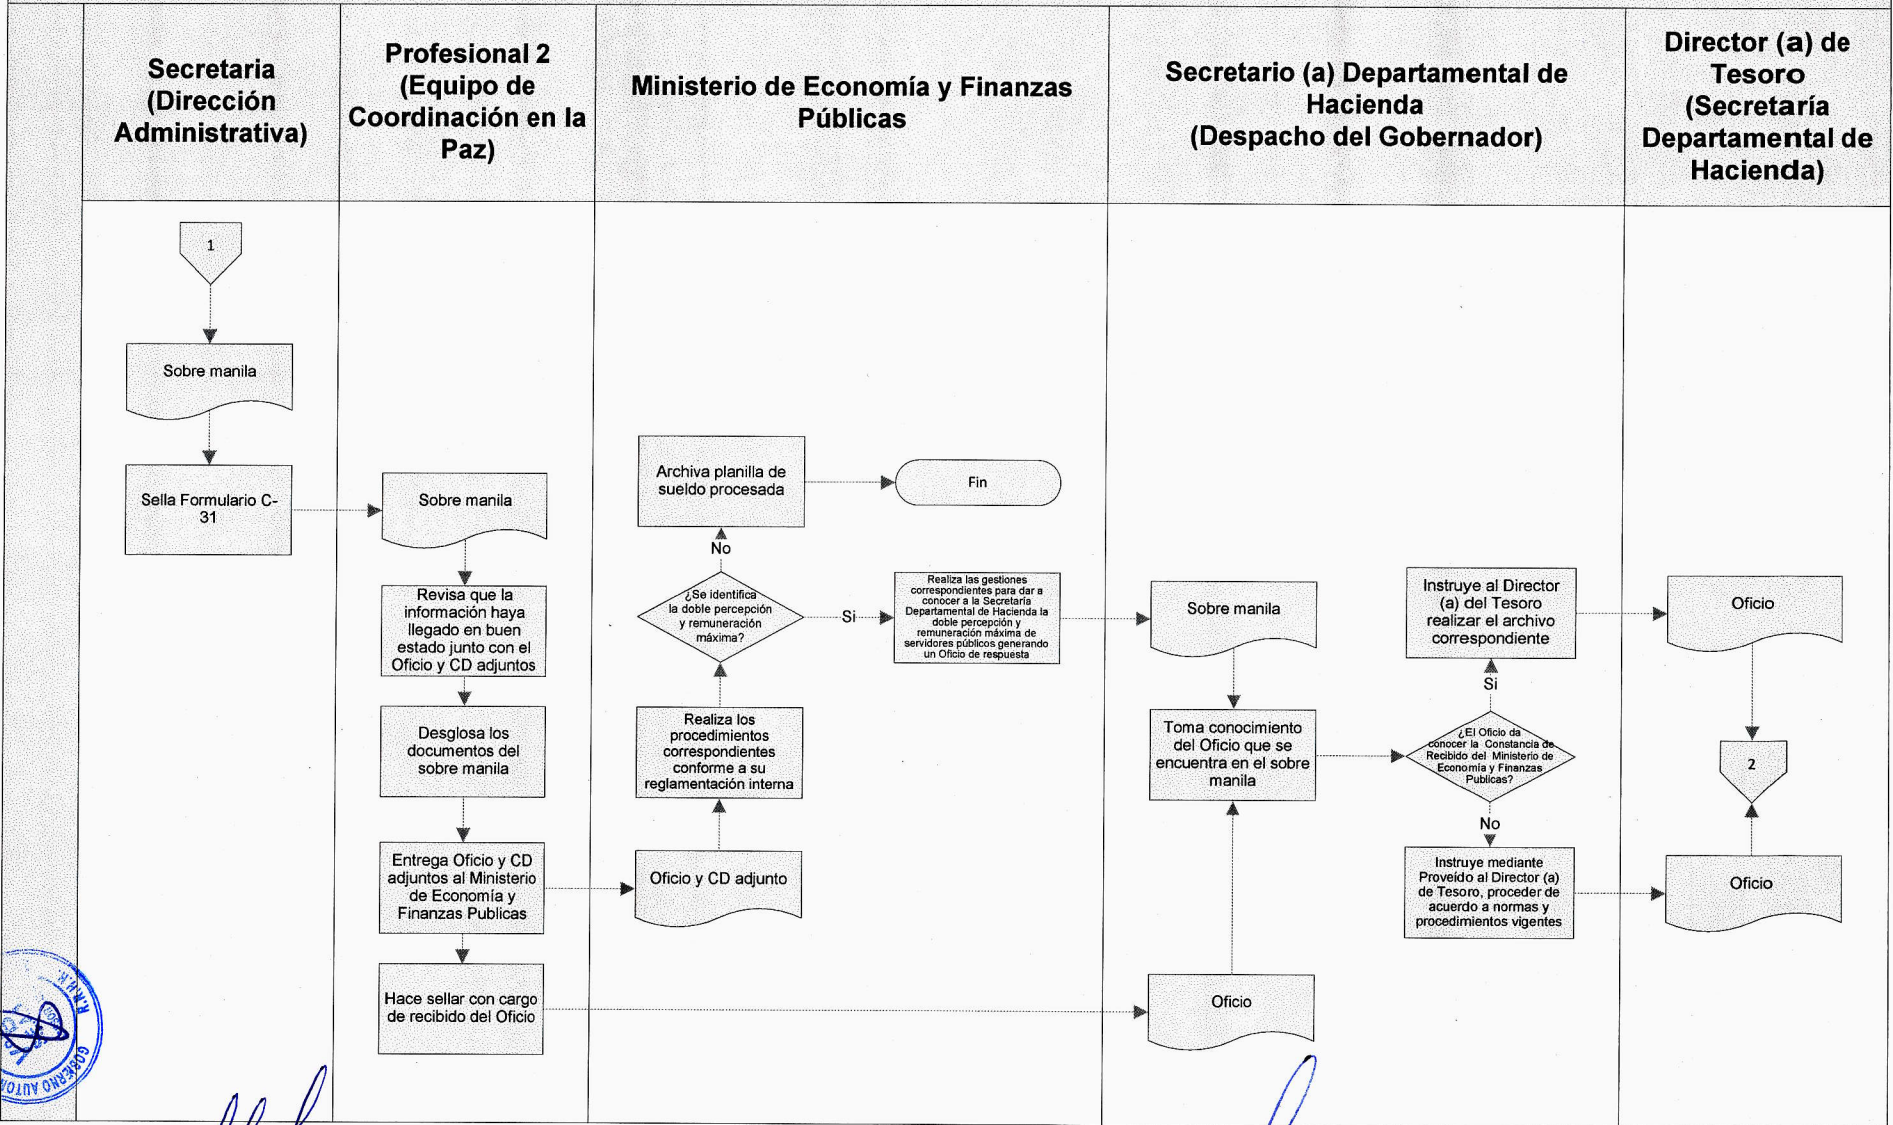 Secretaria
(Dirección
Administrativa)
Profesional 2
(Equipo de
Coordinación en la
Paz)
Ministerio de Economía y Finanzas
Públicas
Secretario (a) Departamental de
Hacienda
(Despacho del Gobernador)
Director (a) de
Tesoro
(Secretaría
Departamental de
Hacienda)
1
Sobre manila
Sella Formulario C-
31
Sobre manila
Revisa que la
información haya
llegado en buen
estado junto con el
Oficio y CD adjuntos
Desglosa los
documentos del
sobre manila
Entrega Oficio y CD
adjuntos al Ministerio
de Economía y
Finanzas Publicas
Hace sellar con cargo
de recibido del Oficio
Archiva planilla de
sueldo procesada
Fin
No
¿Se identifica
la doble percepción
y remuneración
máxima?
Si
Realiza las gestiones
correspondientes para dar a
conocer a la Secretaría
Departamental de Hacienda la
doble percepción y
remuneración máxima de
servidores públicos generando
un Oficio de respuesta
Realiza los
procedimientos
correspondientes
conforme a su
reglamentación interna
Oficio y CD adjunto
Sobre manila
Toma conocimiento
del Oficio que se
encuentra en el sobre
manila
Oficio
Instruye al Director
(a) del Tesoro
realizar el archivo
correspondiente
Si
¿El Oficio da
conocer la Constancia de
Recibido del Ministerio de
Economía y Finanzas
Publicas?
No
Instruye mediante
Proveído al Director (a)
de Tesoro, proceder de
acuerdo a normas y
procedimientos vigentes
Oficio
2
Oficio
R.R.H.H.
GOBIERNO AUTON